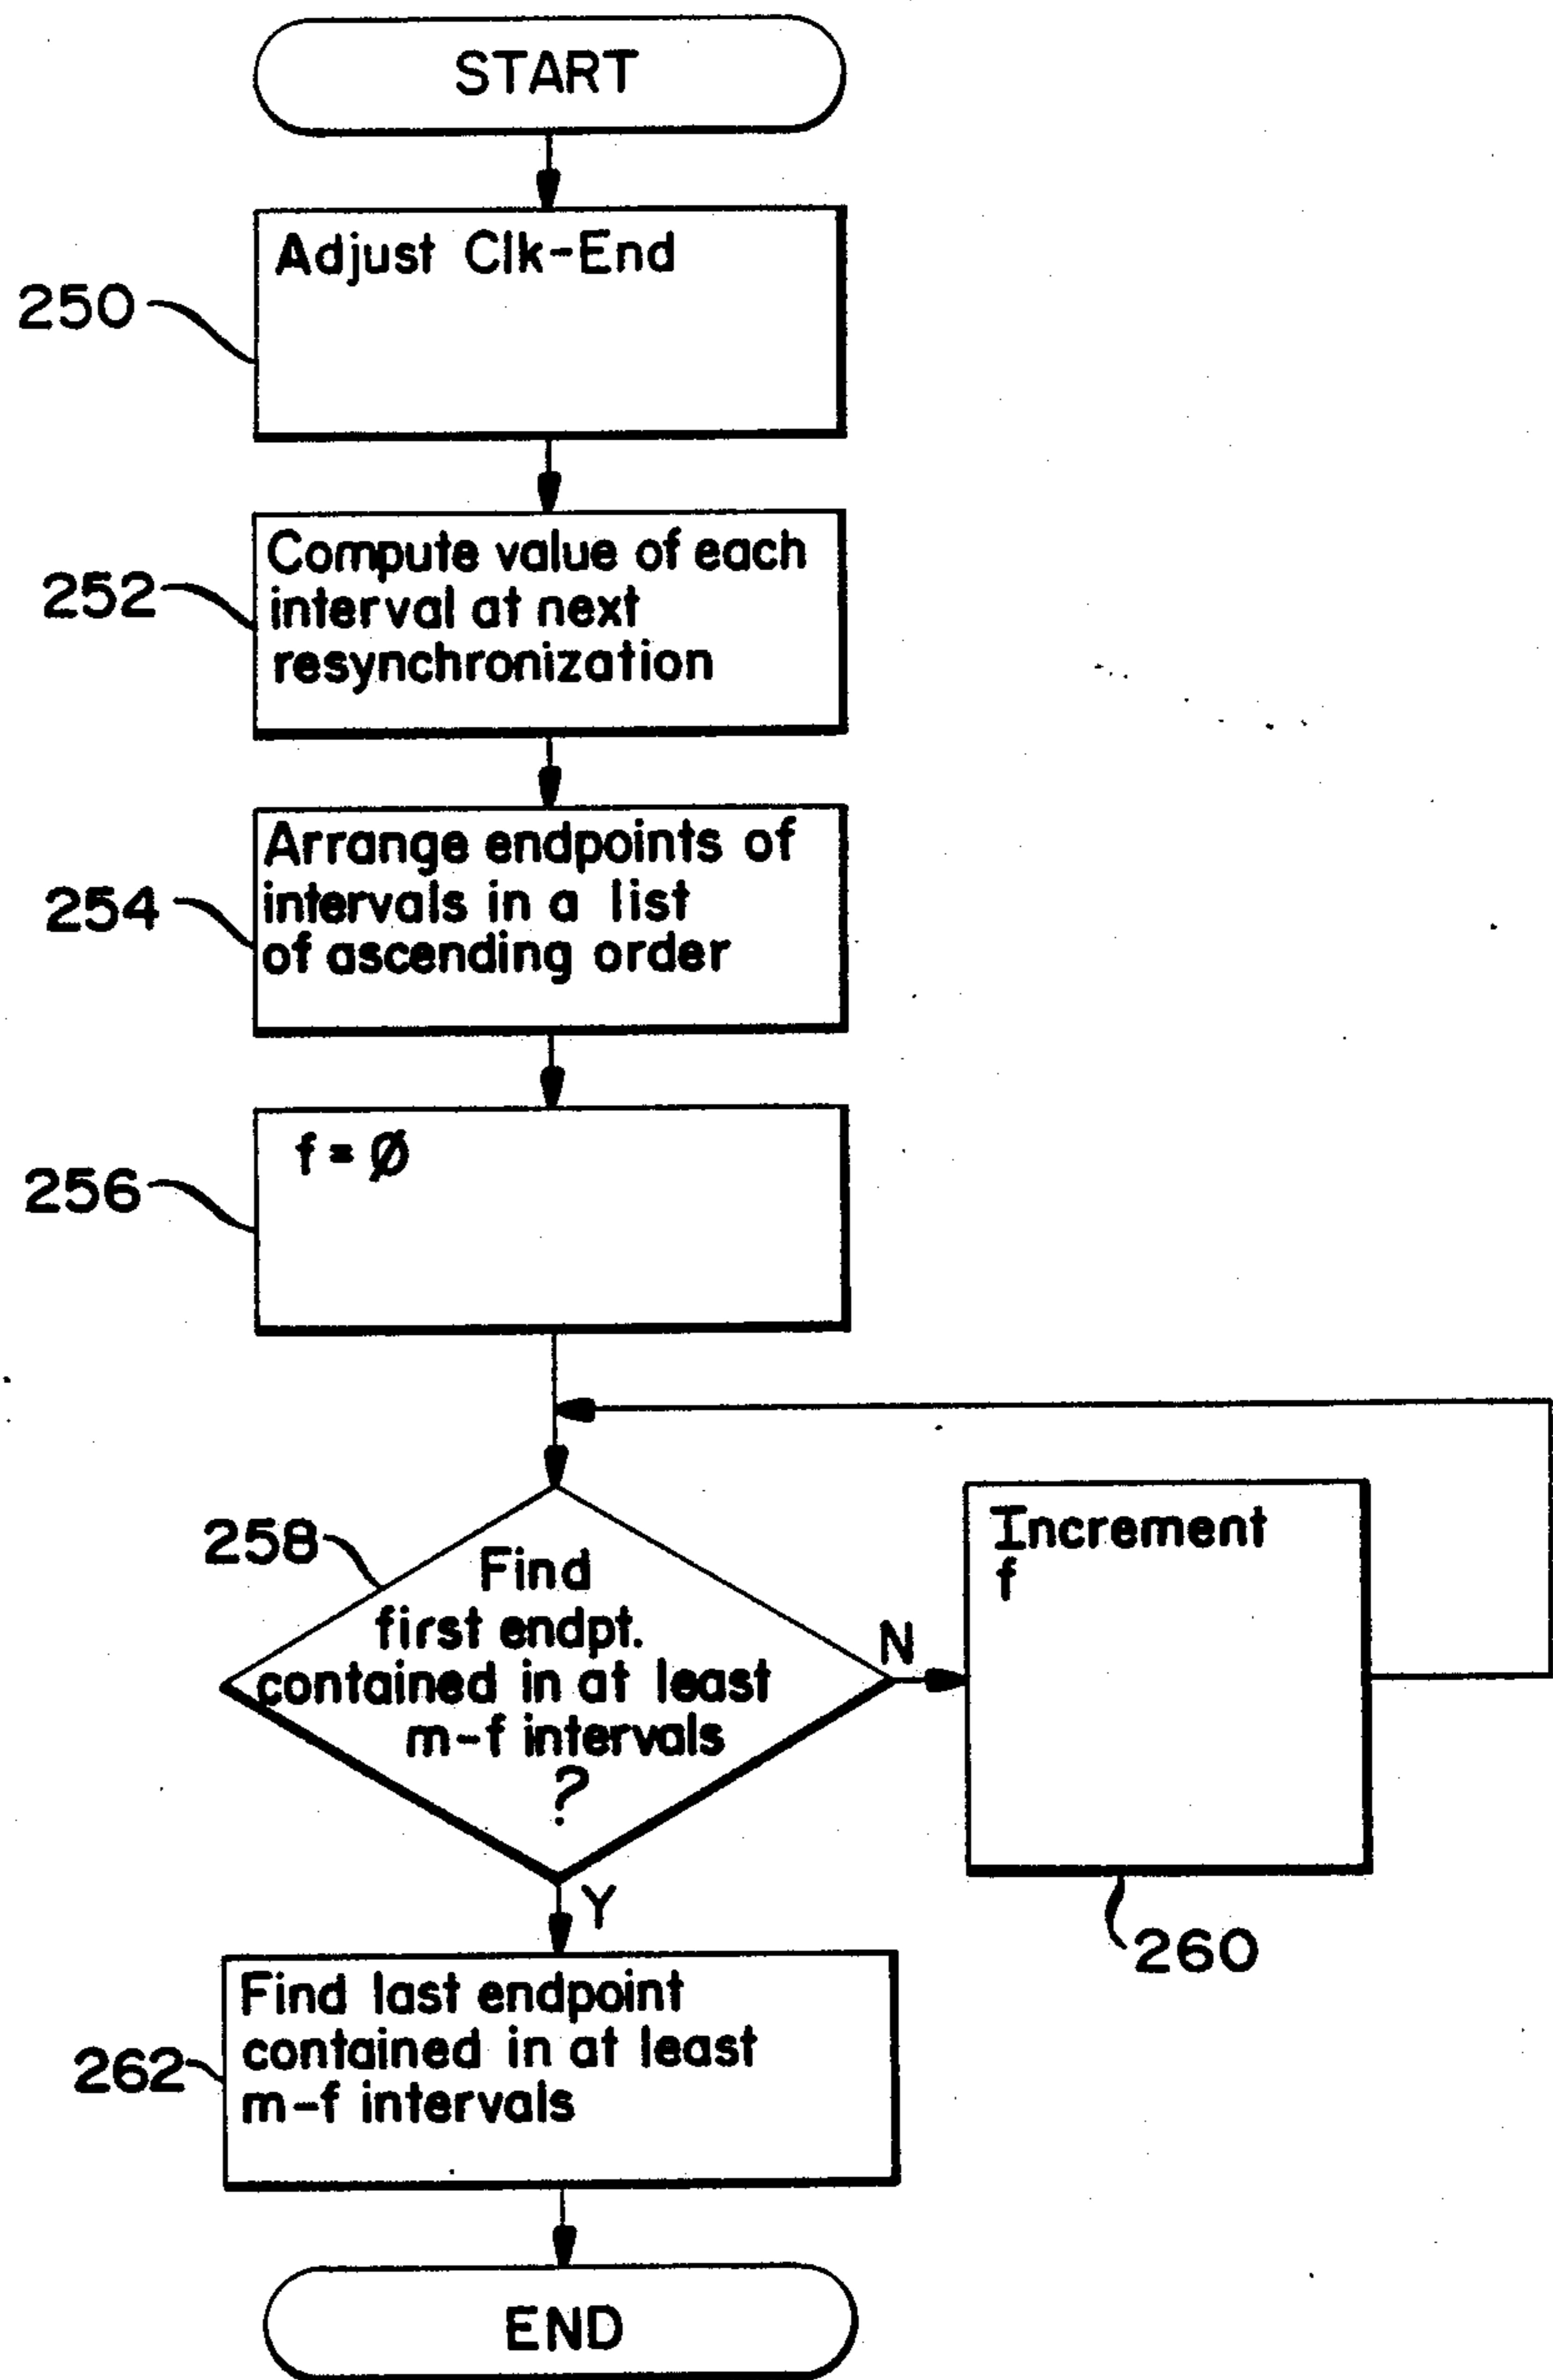 START
250
Adjust Clk-End
252
Compute value of each
interval at next
resynchronization
254
Arrange endpoints of
intervals in a list
of ascending order
256
f = Ø
258
Find
first endpt.
contained in at least
m-f intervals
?
N
Increment
f
260
Y
262
Find last endpoint
contained in at least
m-f intervals
END